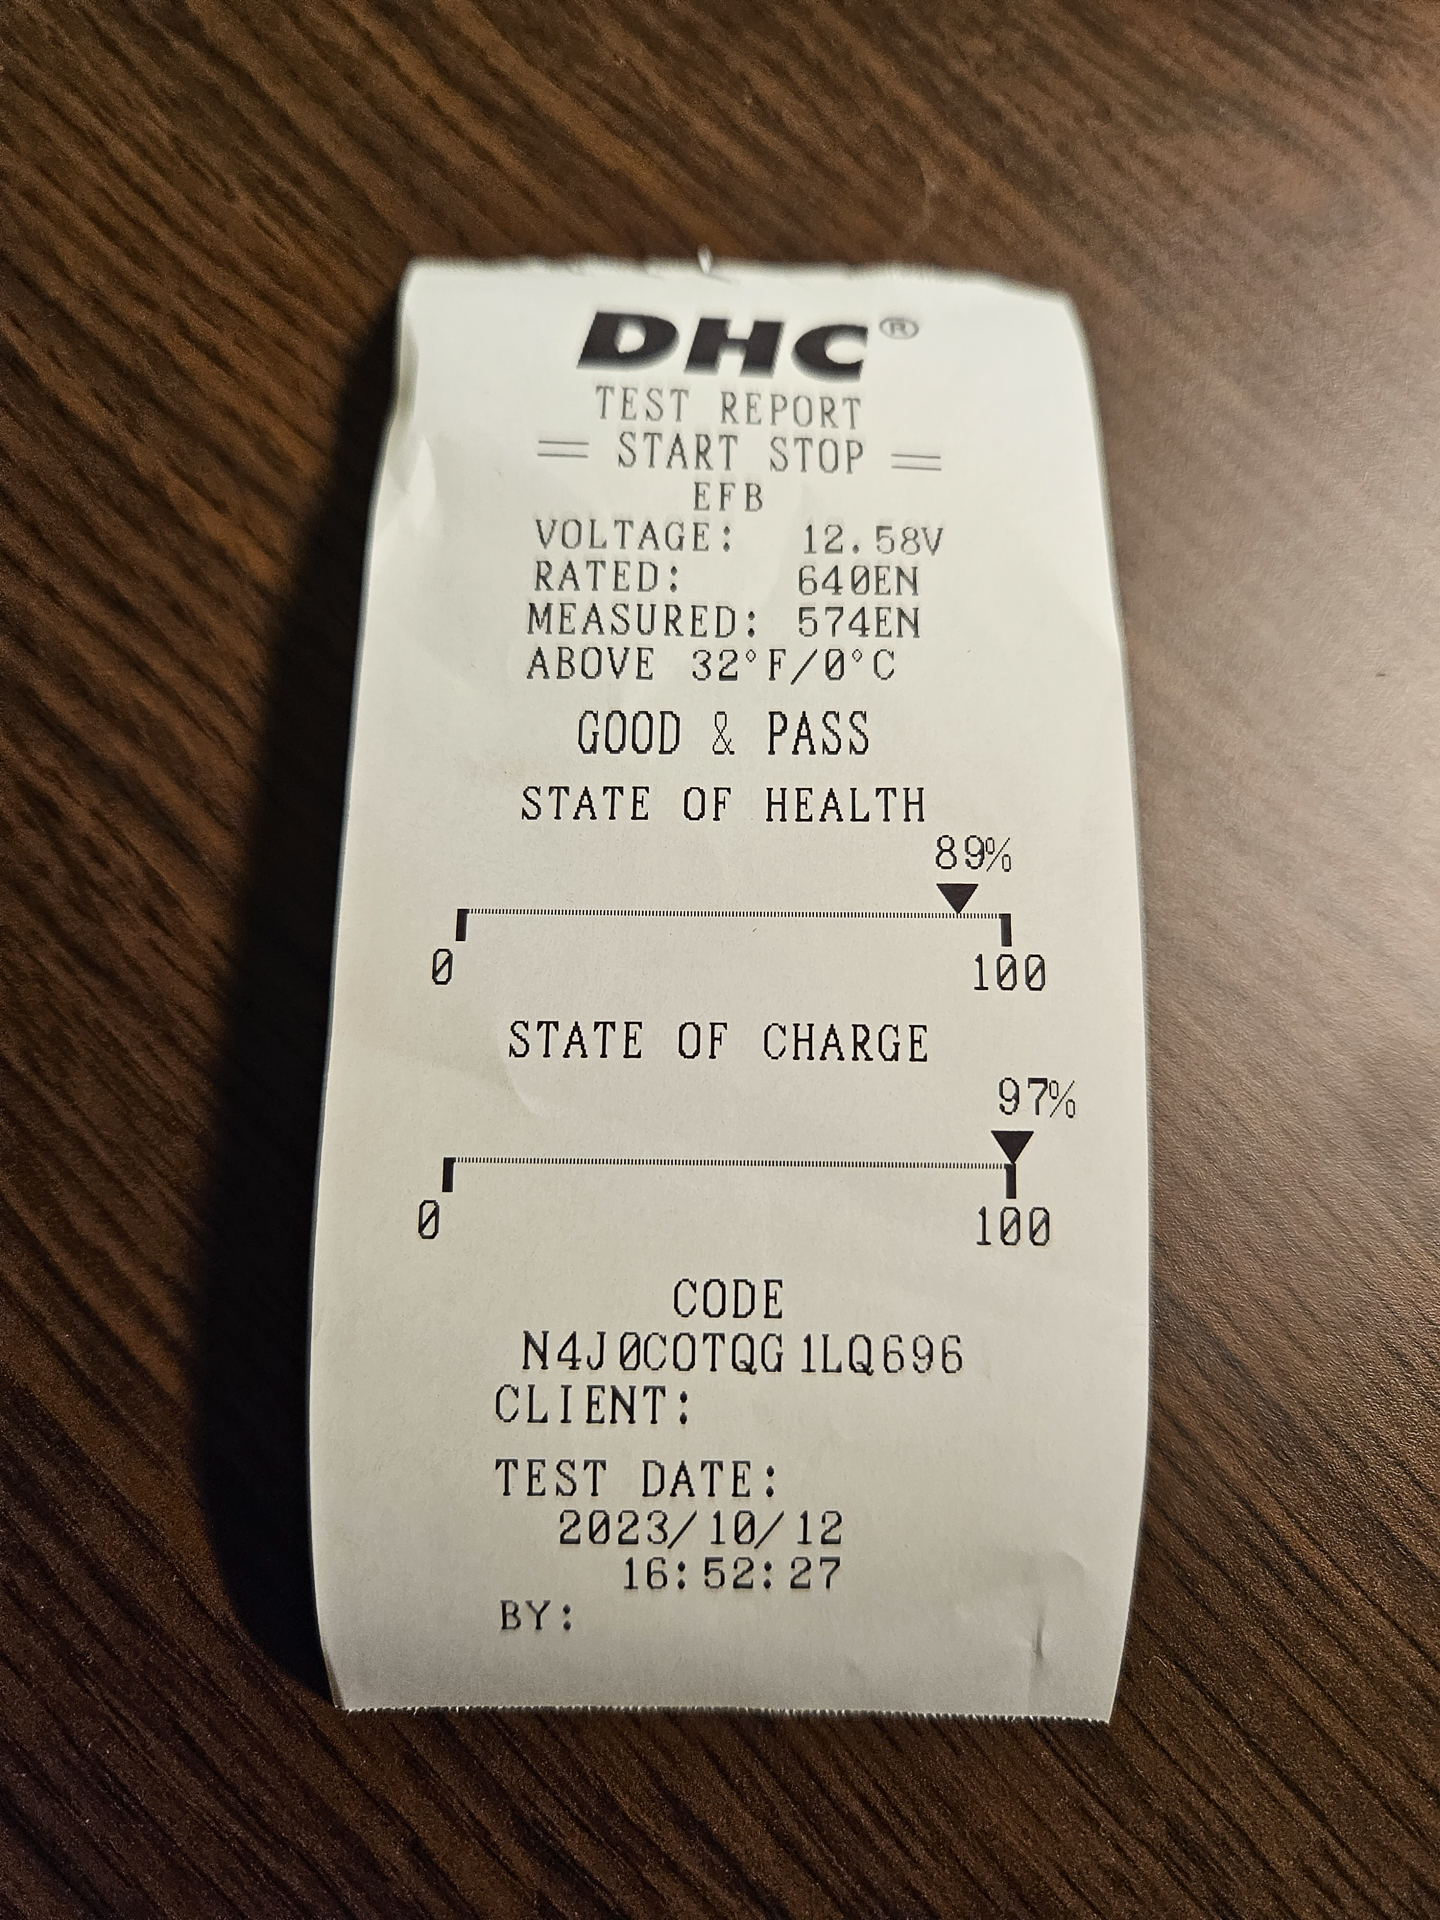 DHC®
TEST REPORT
= START STOP =
EFB
VOLTAGE: 12.58V
RATED: 640EN
MEASURED: 574EN
ABOVE 32°F/0°C
GOOD & PASS
STATE OF HEALTH
89%
0 100
STATE OF CHARGE
97%
0 100
CODE
N4J0COTQG1LQ696
CLIENT:
TEST DATE:
2023/10/12
16:52:27
BY: